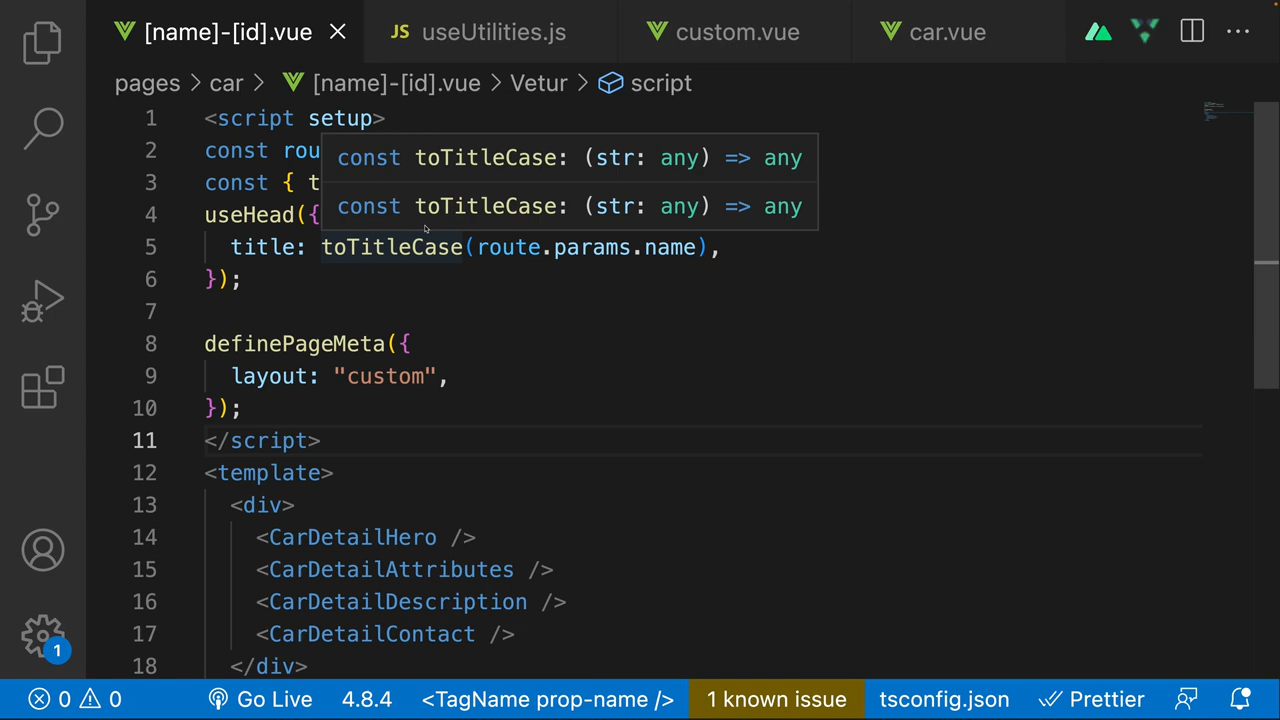 [name]-[id].vue
JS useUtilities.js
custom.vue
car.vue
pages > car > [name]-[id].vue > Vetur > script
1 <script setup>
2 const rou
const toTitleCase: (str: any) => any
3 const { t
const toTitleCase: (str: any) => any
4 useHead({
5 title: toTitleCase(route.params.name),
6 });
7
8 definePageMeta({
9 layout: "custom",
10 });
11 </script>
12 <template>
13 <div>
14 <CarDetailHero />
15 <CarDetailAttributes />
16 <CarDetailDescription />
17 <CarDetailContact />
18 </div>
1
0 0 Go Live 4.8.4 <TagName prop-name /> 1 known issue tsconfig.json Prettier